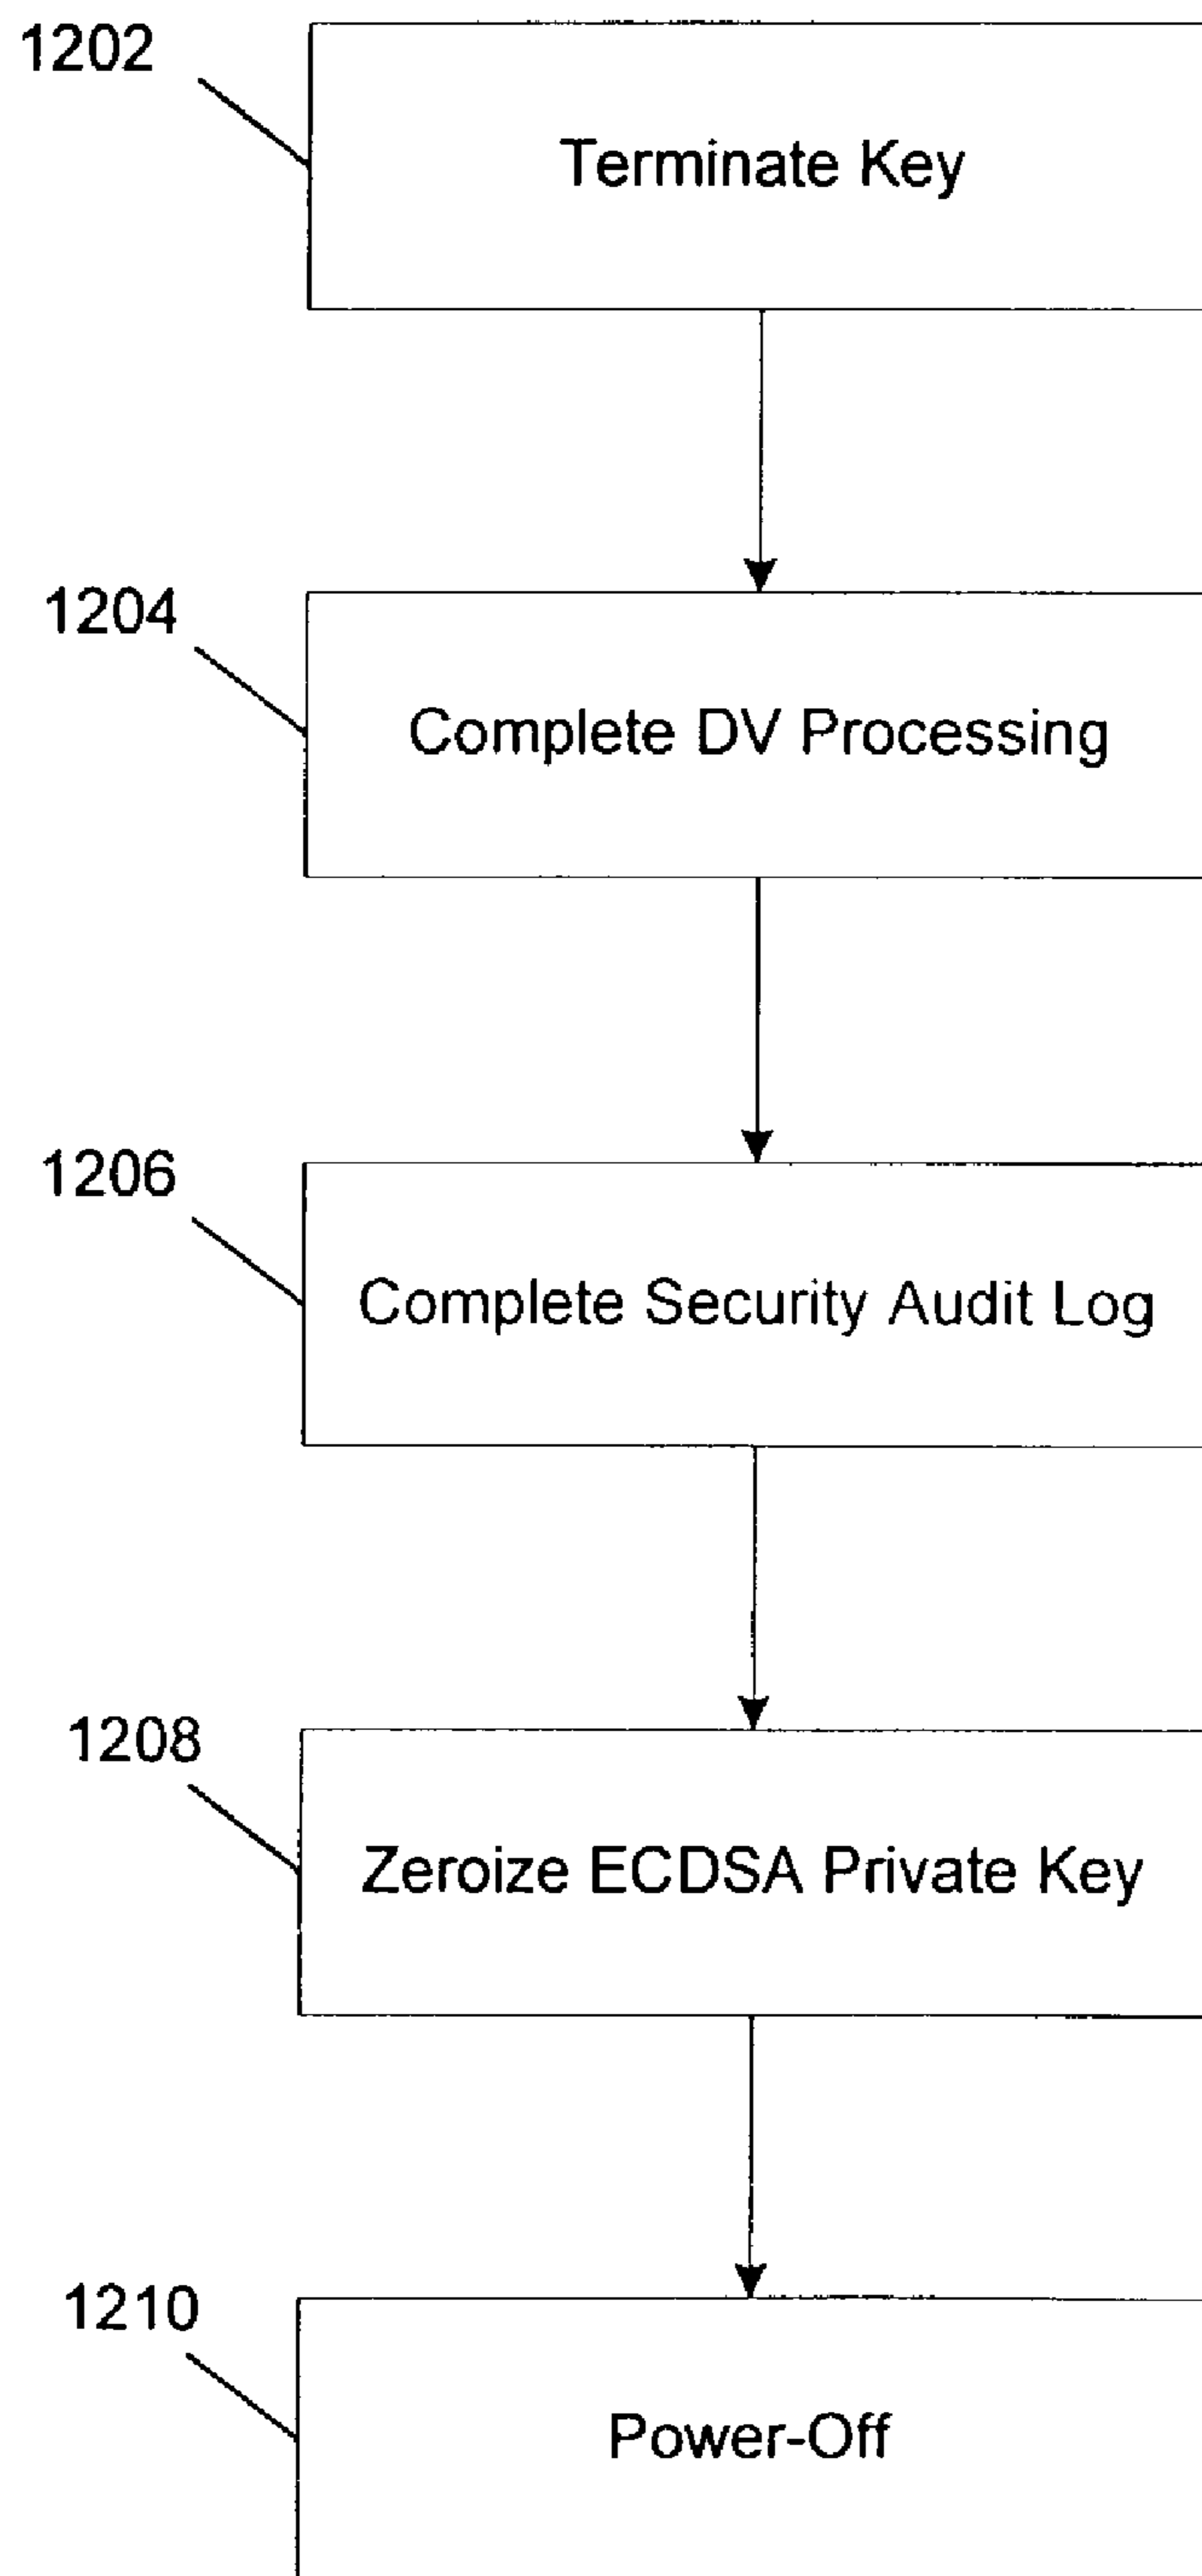 1202
Terminate Key
1204
Complete DV Processing
1206
Complete Security Audit Log
1208
Zeroize ECDSA Private Key
1210
Power-Off